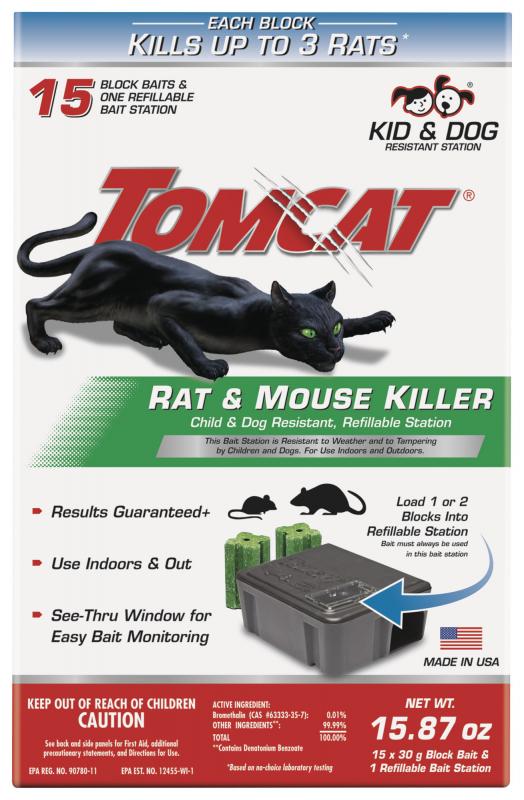 EACH BLOCK
KILLS UP TO 3 RATS*
15 BLOCK BAITS &
ONE REFILLABLE
BAIT STATION
KID & DOG
RESISTANT STATION
TOMCAT®
RAT & MOUSE KILLER
Child & Dog Resistant, Refillable Station
This Bait Station is Resistant to Weather and to Tampering
by Children and Dogs. For Use Indoors and Outdoors.
Results Guaranteed+
Use Indoors & Out
See-Thru Window for
Easy Bait Monitoring
Load 1 or 2
Blocks Into
Refillable Station
Bait must always be used
in this bait station
MADE IN USA
KEEP OUT OF REACH OF CHILDREN
CAUTION
See back and side panels for First Aid, additional
precautionary statements, and Directions for Use.
EPA REG. NO. 90780-11 EPA EST. NO. 12455-WI-1
ACTIVE INGREDIENT:
Bromethalin (CAS #63333-35-7): 0.01%
OTHER INGREDIENTS**: 99.99%
TOTAL 100.00%
**Contains Denatonium Benzoate
*Based on no-choice laboratory testing
NET WT.
15.87 oz
15 x 30 g Block Bait &
1 Refillable Bait Station